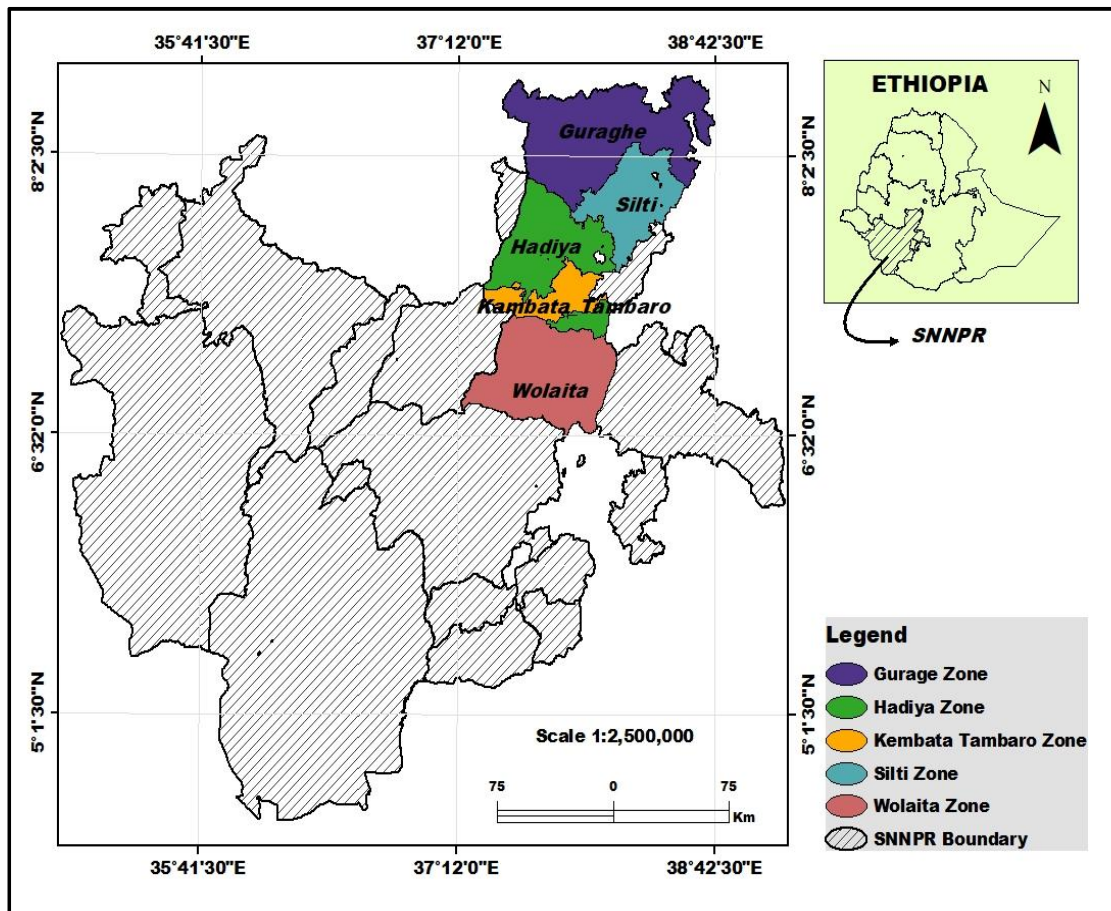 35°41'30"E 37°12'0"E 38°42'30"E
ETHIOPIA
N
8°2'30"N
8°2'30"N
Guraghe
Silti
Hadiya
Kambata Tambaro
SNNPR
Wolaita
6°32'0"N
6°32'0"N
Legend
Gurage Zone
Hadiya Zone
Kembata Tambaro Zone
Silti Zone
Wolaita Zone
SNNPR Boundary
5°1'30"N
5°1'30"N
Scale 1:2,500,000
75 0 75
Km
35°41'30"E 37°12'0"E 38°42'30"E